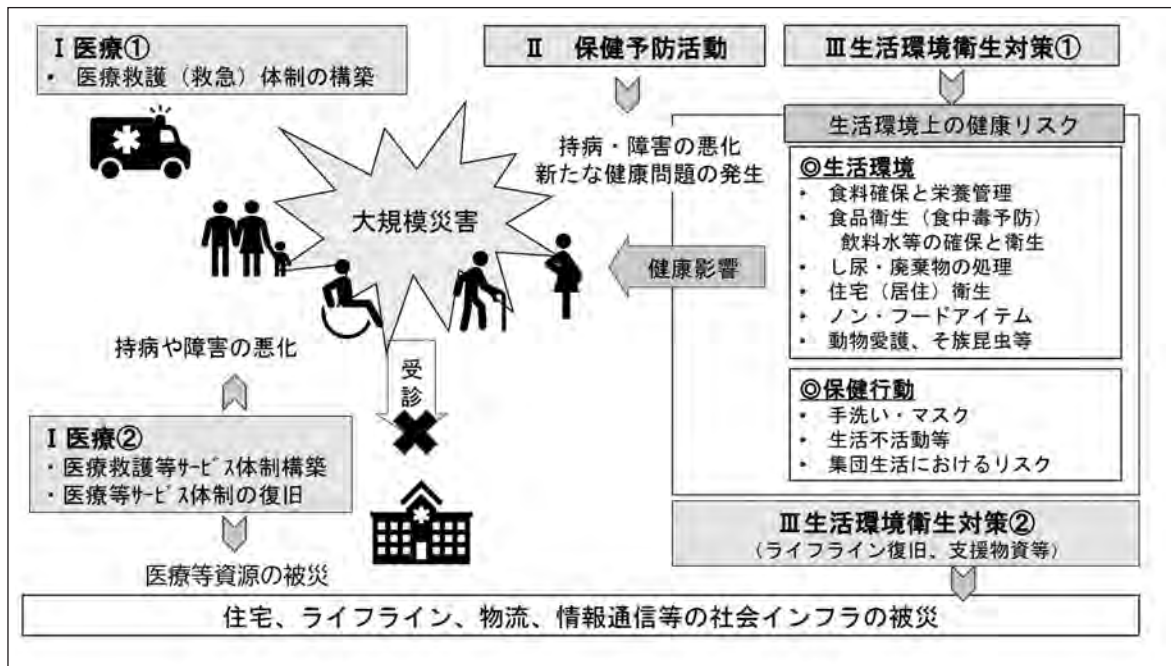 Ⅰ医療①
・ 医療救護（救急）体制の構築
Ⅱ 保健予防活動
Ⅲ生活環境衛生対策①
持病・障害の悪化
新たな健康問題の発生
大規模災害
健康影響
生活環境上の健康リスク
◎生活環境
・ 食料確保と栄養管理
・ 食品衛生（食中毒予防）
飲料水等の確保と衛生
・ し尿・廃棄物の処理
・ 住宅（居住）衛生
・ ノン・フードアイテム
・ 動物愛護、そ族昆虫等
◎保健行動
・ 手洗い・マスク
・ 生活不活動等
・ 集団生活におけるリスク
持病や障害の悪化
受
診
Ⅰ医療②
・医療救護等ｻｰﾋﾞｽ体制構築
・医療等ｻｰﾋﾞｽ体制の復旧
医療等資源の被災
Ⅲ生活環境衛生対策②
(ライフライン復旧、支援物資等)
住宅、ライフライン、物流、情報通信等の社会インフラの被災